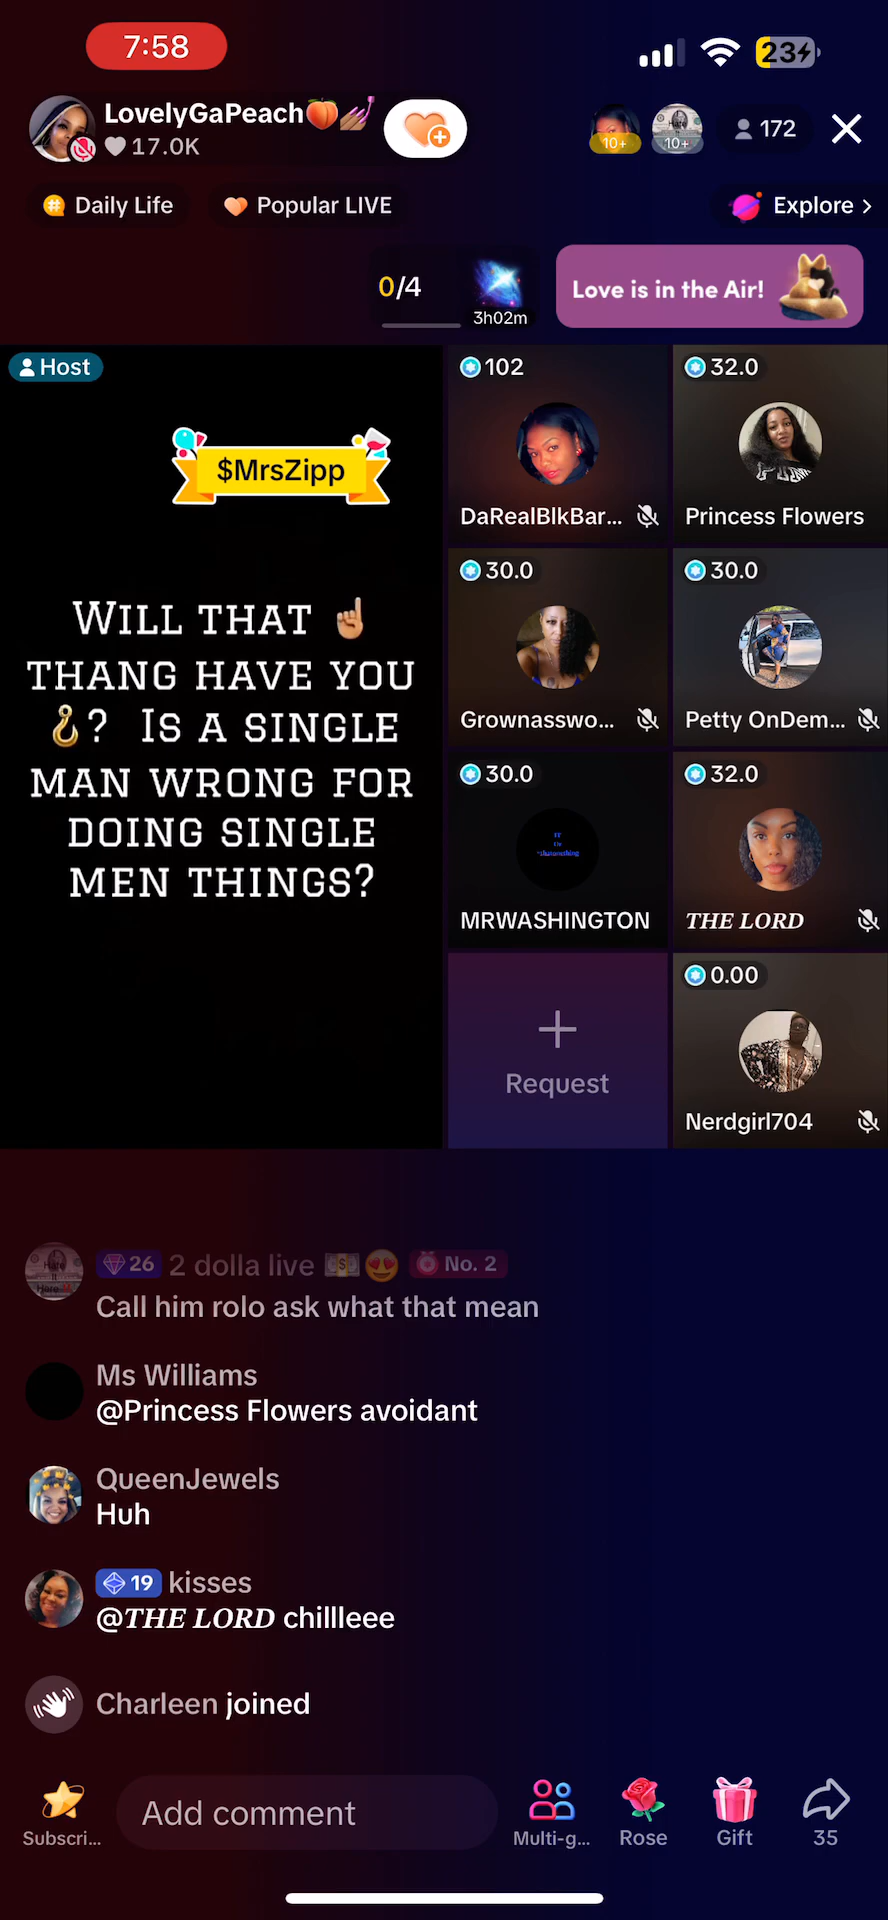 7:58
23
LovelyGaPeach🍑💅🏽
17.0K
10+
10+
172
Daily Life
Popular LIVE
Explore >
0/4
3h02m
Love is in the Air!
Host
$MrsZipp
WILL THAT ☝🏽
THANG HAVE YOU
🪝? IS A SINGLE
MAN WRONG FOR
DOING SINGLE
MEN THINGS?
102
DaRealBlkBar...
32.0
Princess Flowers
30.0
Grownasswo...
30.0
Petty OnDem...
30.0
MRWASHINGTON
32.0
THE LORD
Request
0.00
Nerdgirl704
26 2 dolla live 💵😍 No. 2
Call him rolo ask what that mean
Ms Williams
@Princess Flowers avoidant
QueenJewels
Huh
19 kisses
@THE LORD chillleee
Charleen joined
Subscri...
Add comment
Multi-g...
Rose
Gift
35